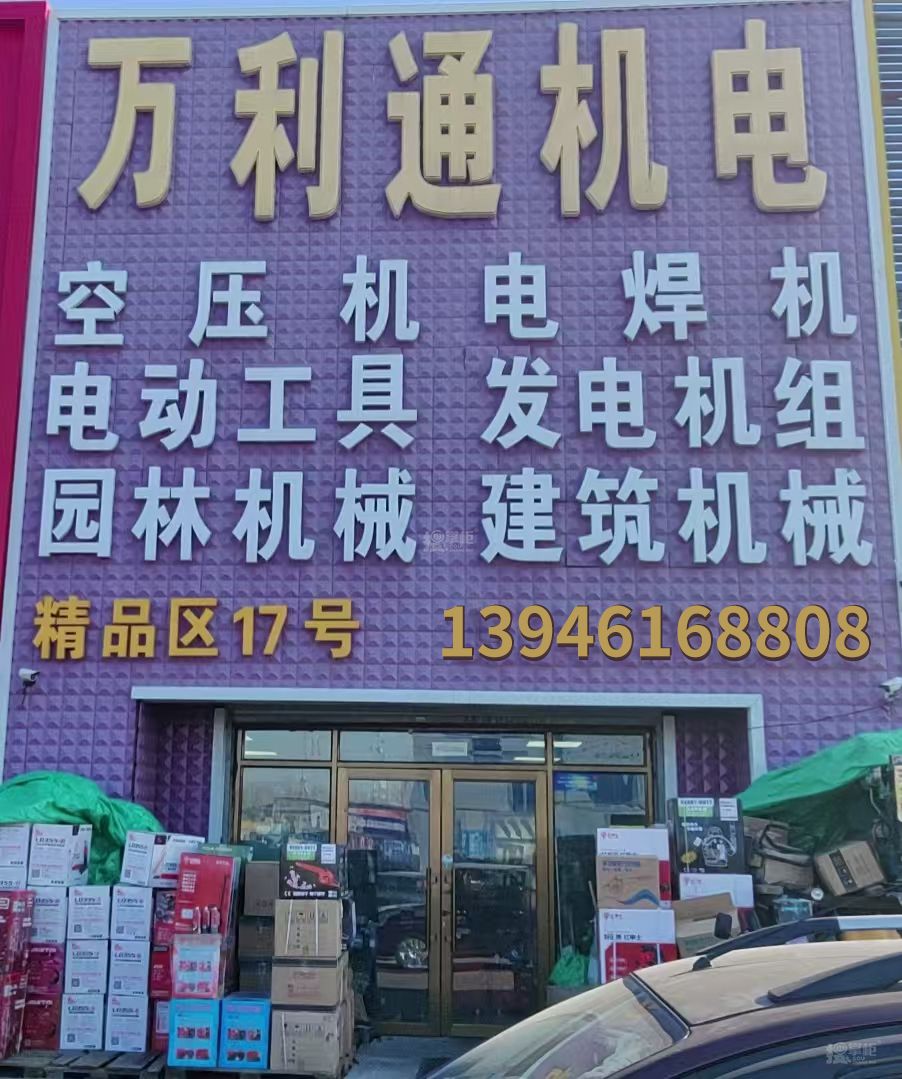 万利通机电
空压机 电焊机
电动工具 发电机组
园林机械 建筑机械
精品区17号 13946168808